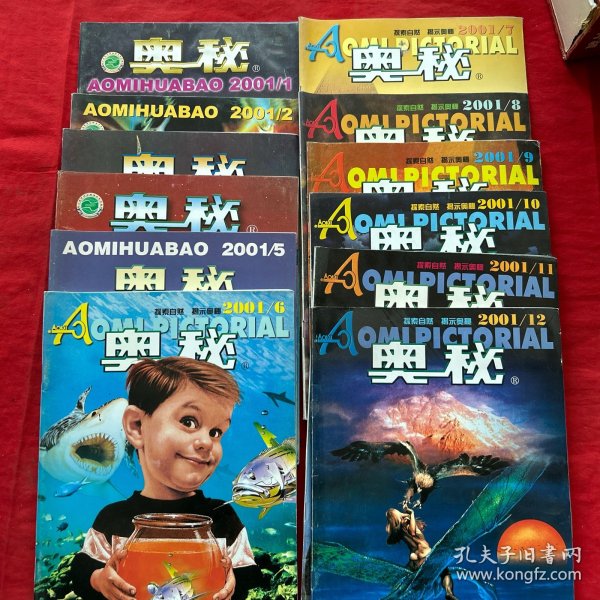 奥秘®
AOMIHUABAO 2001/1
AOMIHUABAO 2001/2
奥秘
奥秘®
AOMIHUABAO 2001/5
奥秘
探索自然 揭示奥秘 2001/6
AOMI PICTORIAL
奥秘®
探索自然 揭示奥秘 2001/7
AOMI PICTORIAL
奥秘®
探索自然 揭示奥秘 2001/8
AOMI PICTORIAL
奥秘
探索自然 揭示奥秘 2001/9
AOMI PICTORIAL
奥秘
探索自然 揭示奥秘 2001/10
AOMI PICTORIAL
奥秘
探索自然 揭示奥秘 2001/11
AOMI PICTORIAL
奥秘
探索自然 揭示奥秘 2001/12
AOMI PICTORIAL
奥秘®
孔夫子旧书网
www.kongfz.com